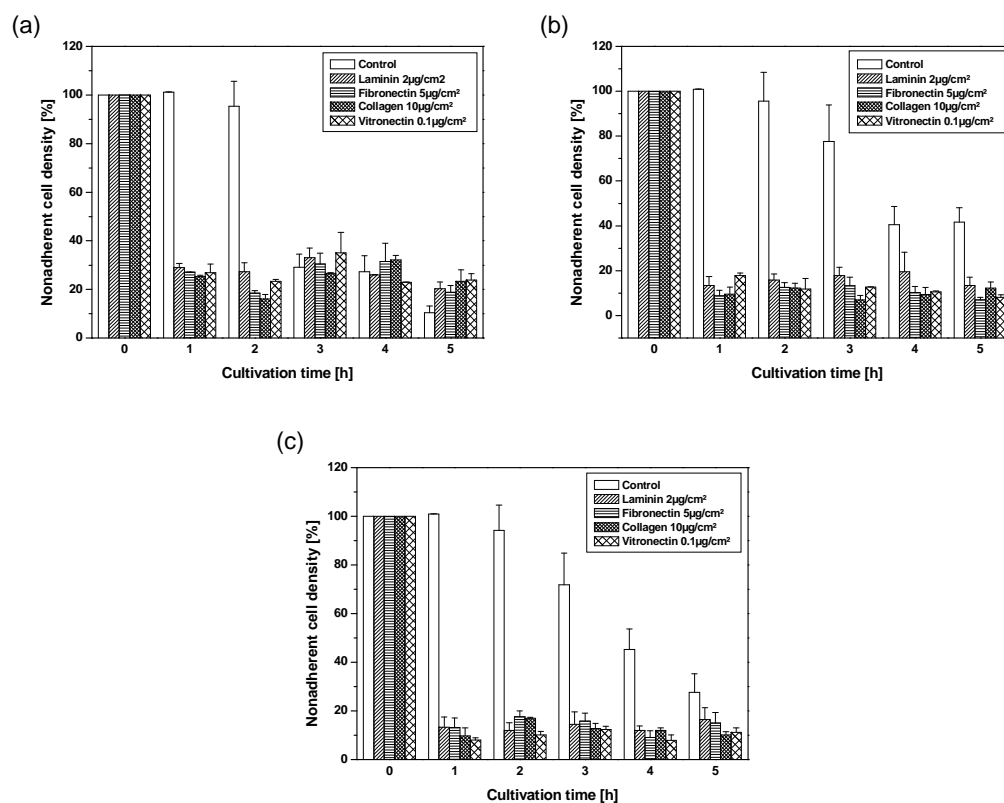 (a)
120
100
80
60
40
20
0
Nonadherent cell density [%]
Control
Laminin 2µg/cm2
Fibronectin 5µg/cm²
Collagen 10µg/cm²
Vitronectin 0.1µg/cm²
0 1 2 3 4 5
Cultivation time [h]
(b)
120
100
80
60
40
20
0
Nonadherent cell density [%]
Control
Laminin 2µg/cm²
Fibronectin 5µg/cm²
Collagen 10µg/cm²
Vitronectin 0.1µg/cm²
0 1 2 3 4 5
Cultivation time [h]
(c)
120
100
80
60
40
20
0
Nonadherent cell density [%]
Control
Laminin 2µg/cm²
Fibronectin 5µg/cm²
Collagen 10µg/cm²
Vitronectin 0.1µg/cm²
0 1 2 3 4 5
Cultivation time [h]